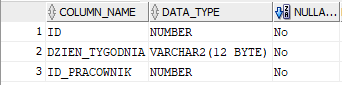 COLUMN_NAME DATA_TYPE NULLA...
1 ID NUMBER No
2 DZIEN_TYGODNIA VARCHAR2(12 BYTE) No
3 ID_PRACOWNIK NUMBER No